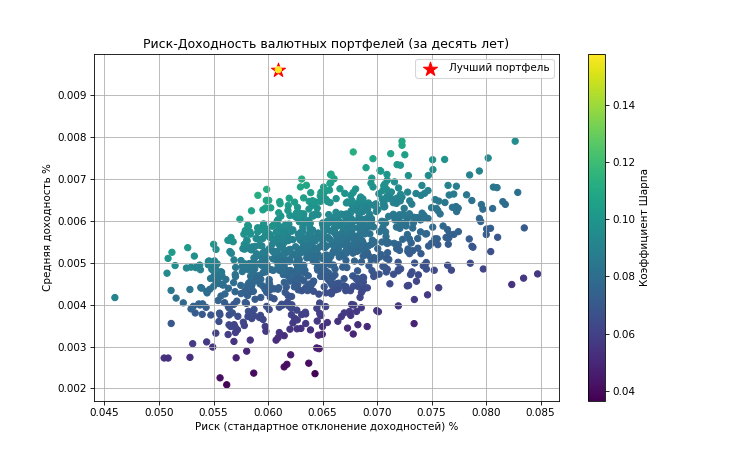 Риск-Доходность валютных портфелей (за десять лет)
Лучший портфель
Средняя доходность %
0.009
0.008
0.007
0.006
0.005
0.004
0.003
0.002
0.045 0.050 0.055 0.060 0.065 0.070 0.075 0.080 0.085
Риск (стандартное отклонение доходностей) %
0.14
0.12
0.10
0.08
0.06
0.04
Коэффициент Шарпа